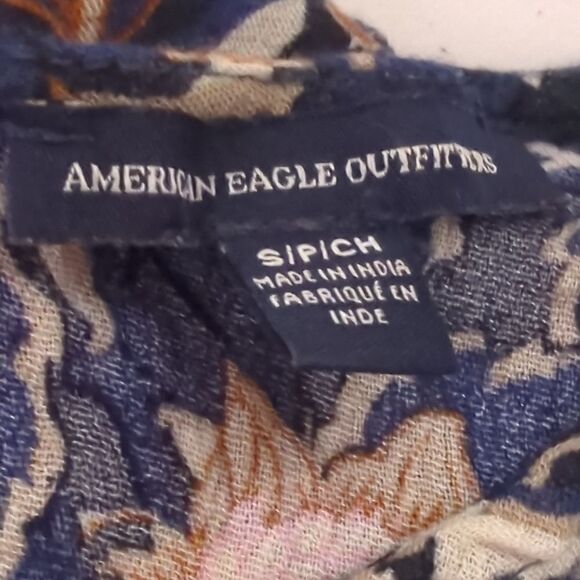 AMERICAN EAGLE OUTFITTERS
S/P/CH
MADE IN INDIA
FABRIQUÉ EN
INDE